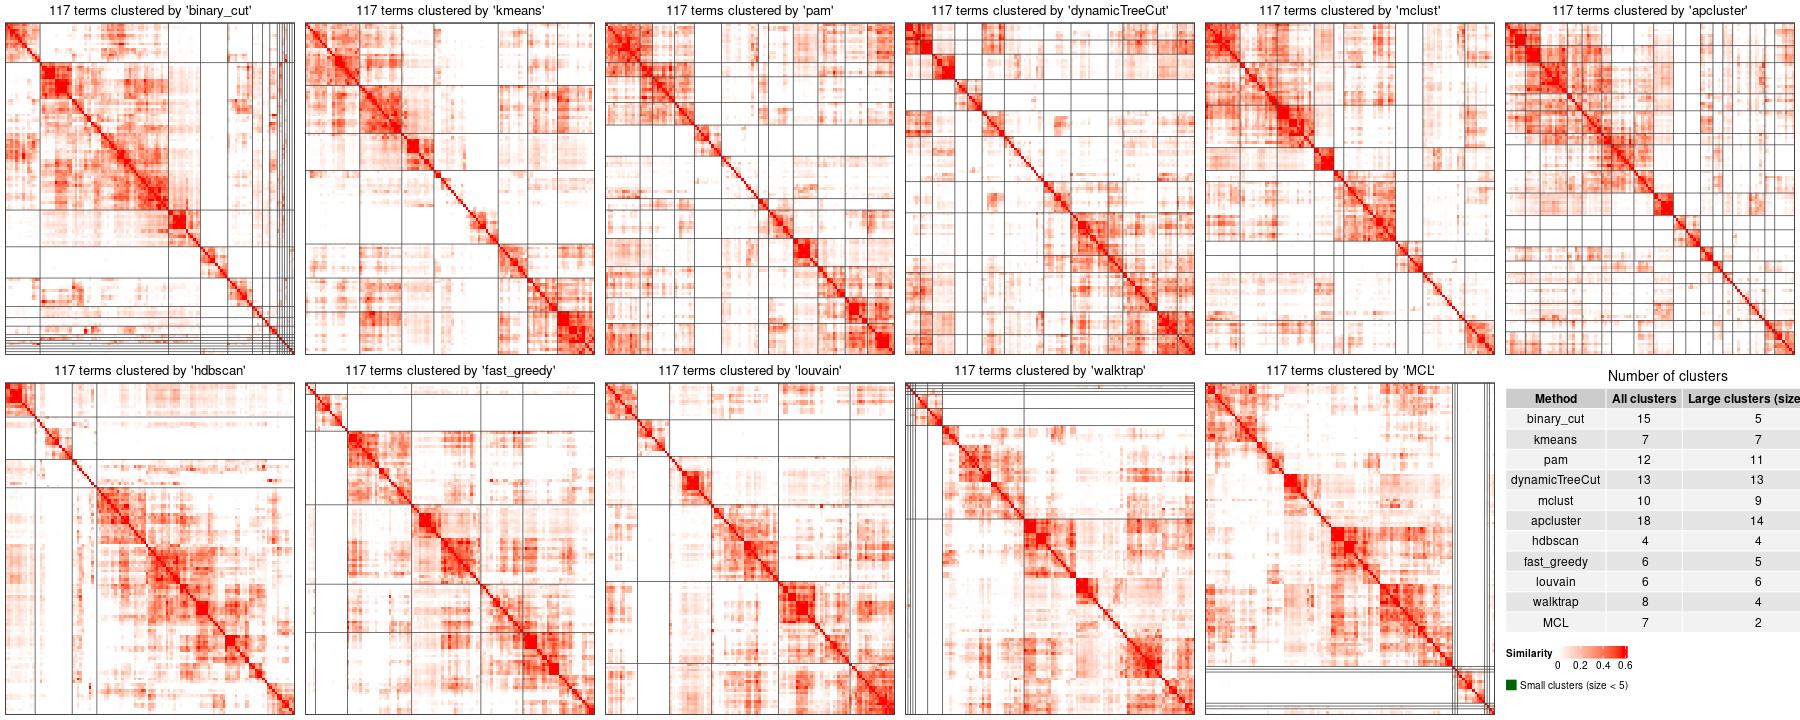 117 terms clustered by 'binary_cut'
117 terms clustered by 'kmeans'
117 terms clustered by 'pam'
117 terms clustered by 'dynamicTreeCut'
117 terms clustered by 'mclust'
117 terms clustered by 'apcluster'
117 terms clustered by 'hdbscan'
117 terms clustered by 'fast_greedy'
117 terms clustered by 'louvain'
117 terms clustered by 'walktrap'
117 terms clustered by 'MCL'
Number of clusters
Method All clusters Large clusters (size
binary_cut 15 5
kmeans 7 7
pam 12 11
dynamicTreeCut 13 13
mclust 10 9
apcluster 18 14
hdbscan 4 4
fast_greedy 6 5
louvain 6 6
walktrap 8 4
MCL 7 2
Similarity
0 0.2 0.4 0.6
Small clusters (size < 5)